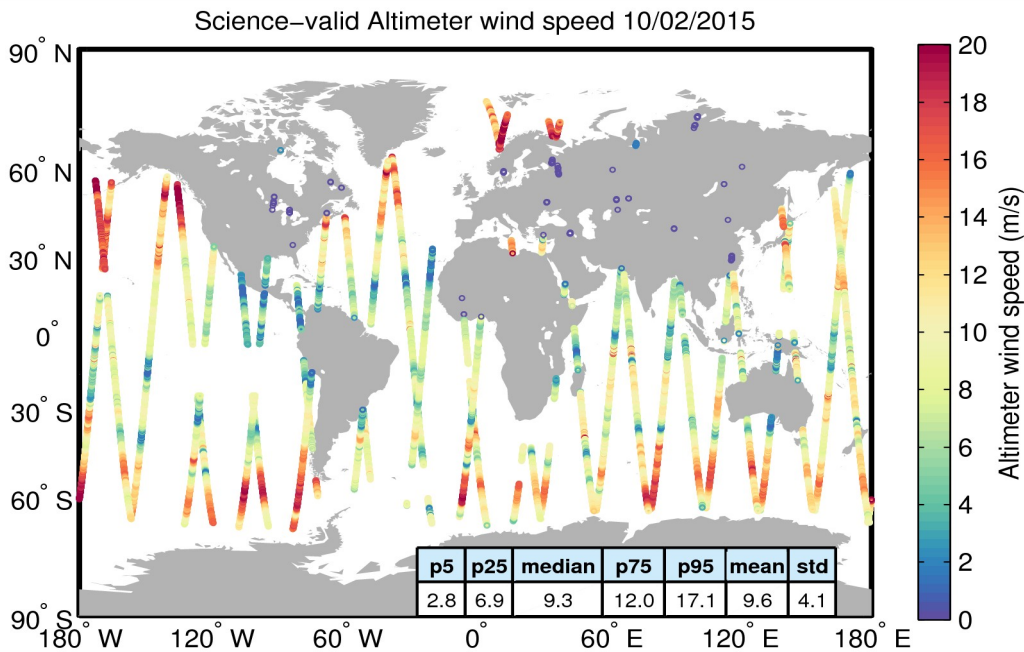 Science-valid Altimeter wind speed 10/02/2015
90° N
60° N
30° N
0°
30° S
60° S
90° S
180° W
120° W
60° W
0°
60° E
120° E
180° E
p5 p25 median p75 p95 mean std
2.8 6.9 9.3 12.0 17.1 9.6 4.1
20
18
16
14
12
10
8
6
4
2
0
Altimeter wind speed (m/s)